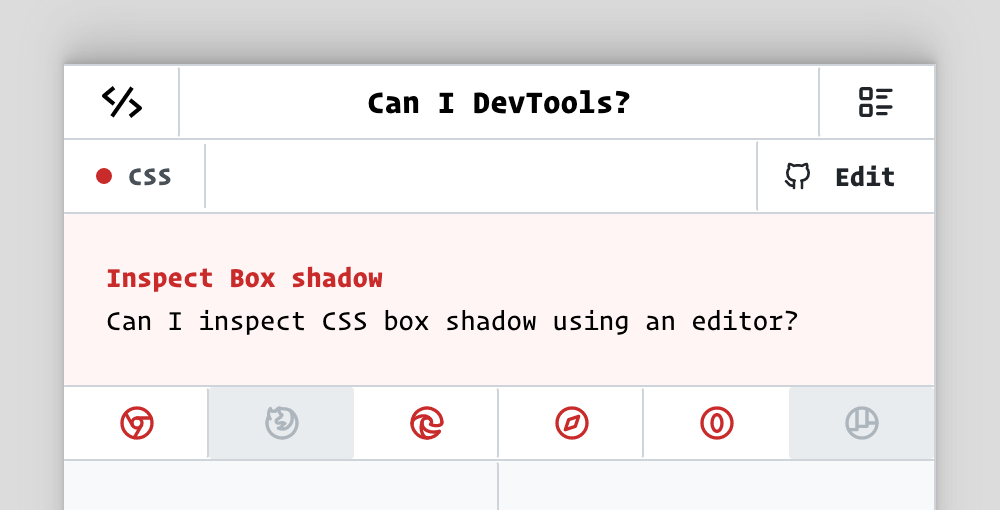 Can I DevTools?
CSS
Edit
Inspect Box shadow
Can I inspect CSS box shadow using an editor?